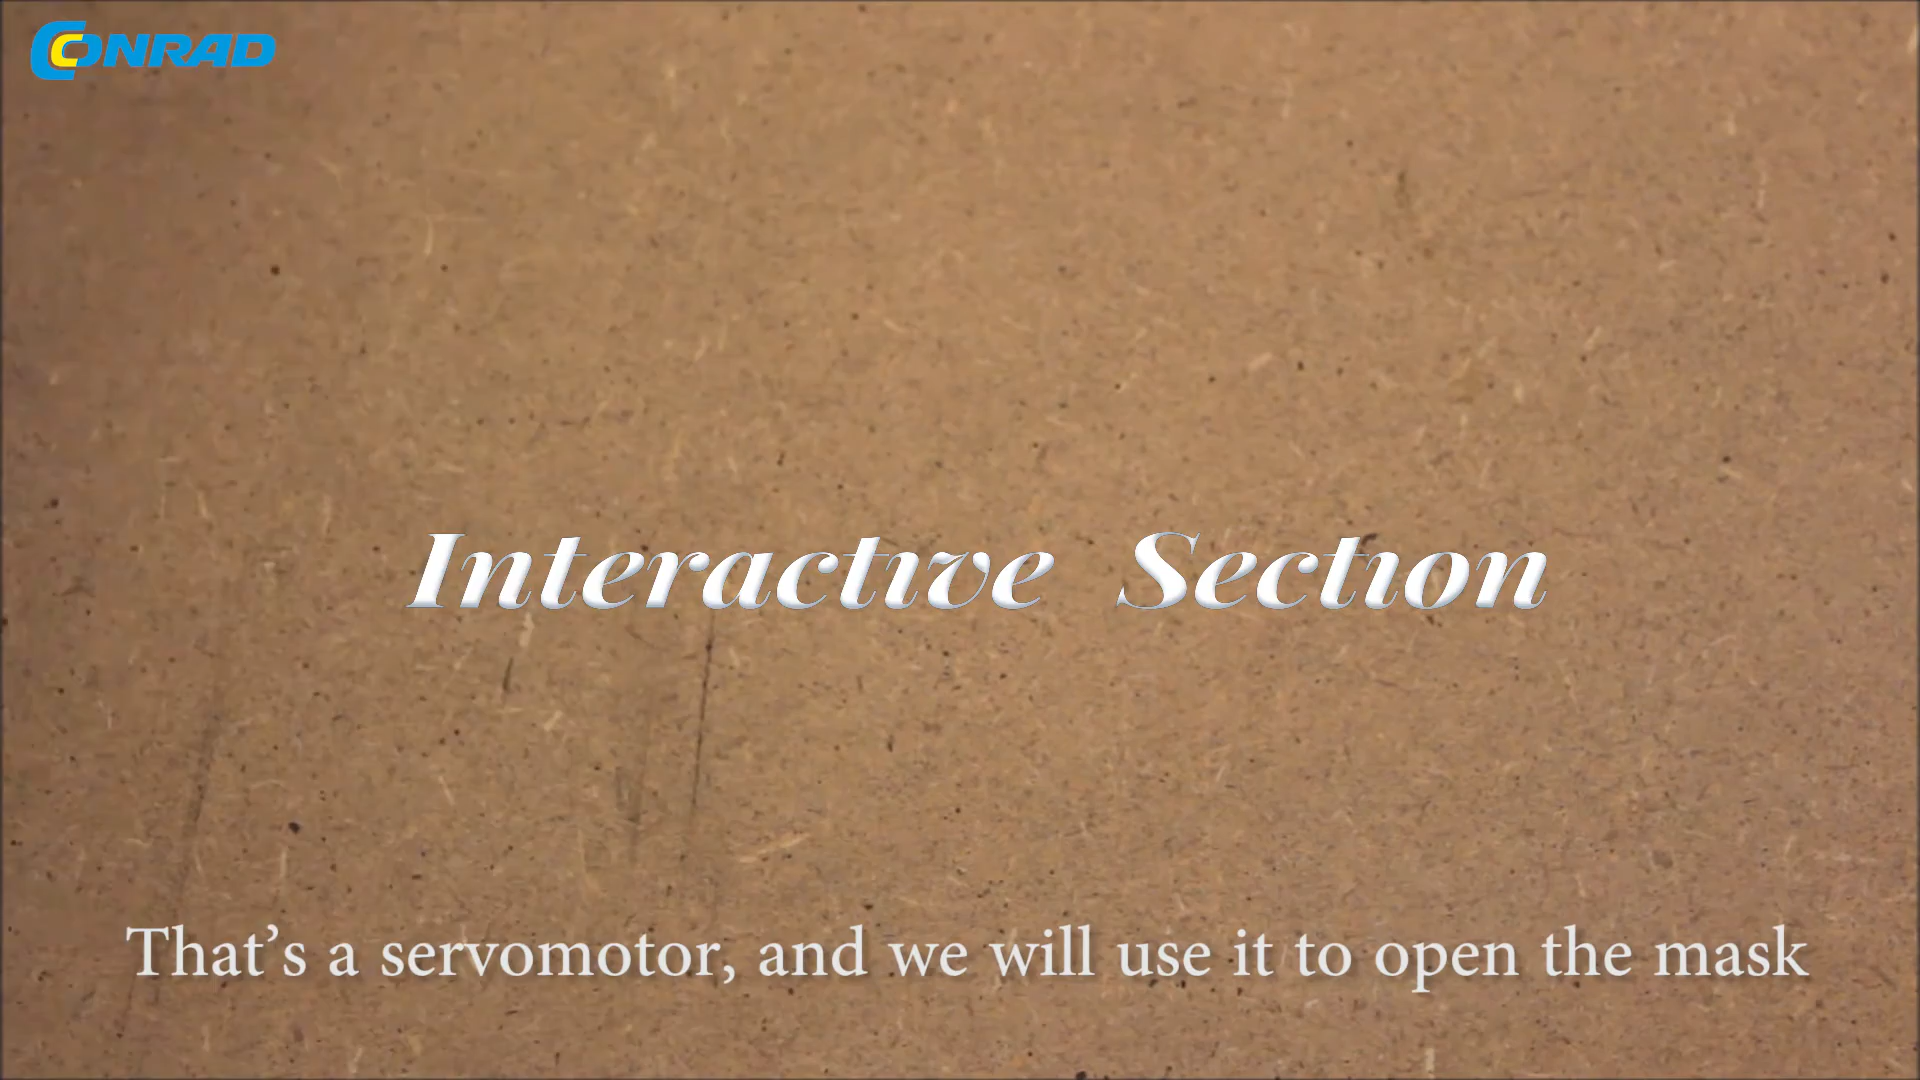 CONRAD
Interactive Section
That’s a servomotor, and we will use it to open the mask